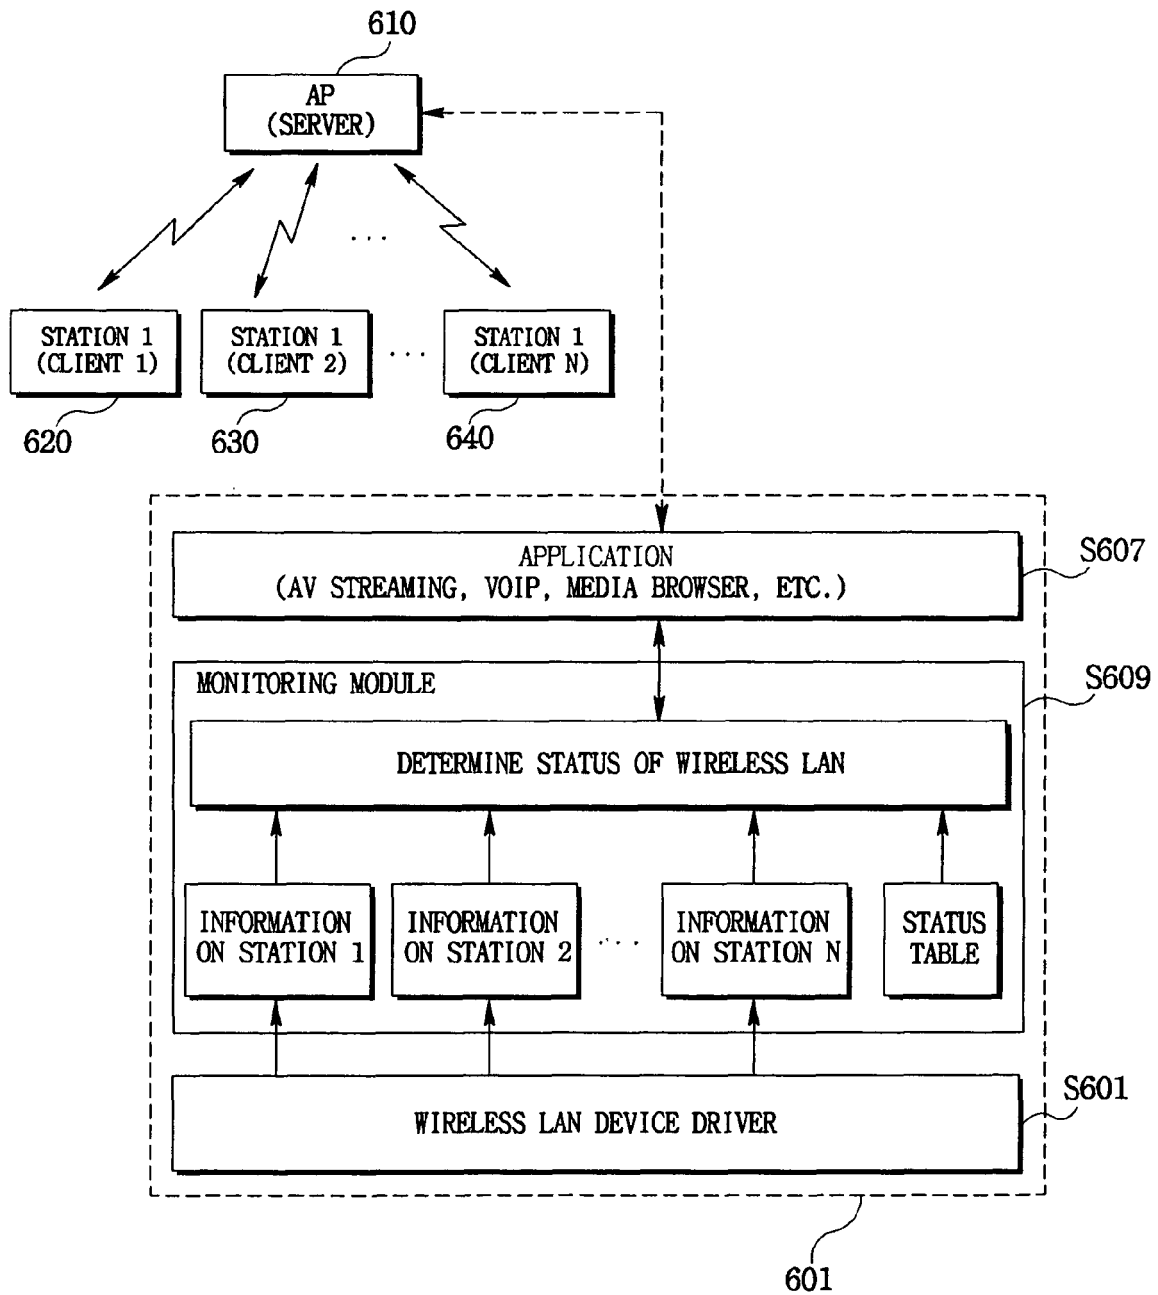 610
AP
(SERVER)
...
STATION 1
(CLIENT 1)
STATION 1
(CLIENT 2)
...
STATION 1
(CLIENT N)
620
630
640
APPLICATION
(AV STREAMING, VOIP, MEDIA BROWSER, ETC.)
S607
MONITORING MODULE
S609
DETERMINE STATUS OF WIRELESS LAN
INFORMATION
ON STATION 1
INFORMATION
ON STATION 2
...
INFORMATION
ON STATION N
STATUS
TABLE
WIRELESS LAN DEVICE DRIVER
S601
601